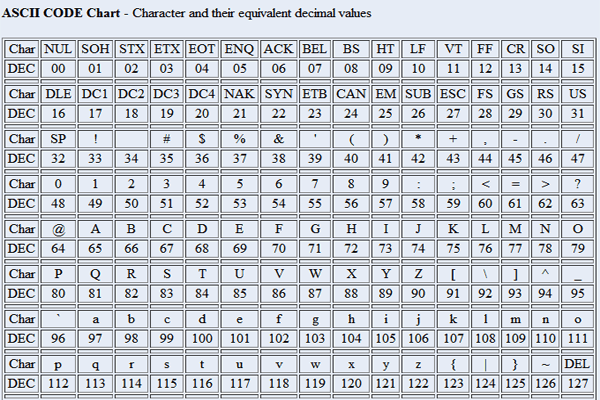 ASCII CODE Chart - Character and their equivalent decimal values
Char NUL SOH STX ETX EOT ENQ ACK BEL BS HT LF VT FF CR SO SI
DEC 00 01 02 03 04 05 06 07 08 09 10 11 12 13 14 15
Char DLE DC1 DC2 DC3 DC4 NAK SYN ETB CAN EM SUB ESC FS GS RS US
DEC 16 17 18 19 20 21 22 23 24 25 26 27 28 29 30 31
Char SP ! # $ % & ' ( ) * + , - . /
DEC 32 33 34 35 36 37 38 39 40 41 42 43 44 45 46 47
Char 0 1 2 3 4 5 6 7 8 9 : ; < = > ?
DEC 48 49 50 51 52 53 54 55 56 57 58 59 60 61 62 63
Char @ A B C D E F G H I J K L M N O
DEC 64 65 66 67 68 69 70 71 72 73 74 75 76 77 78 79
Char P Q R S T U V W X Y Z [ \ ] ^ _
DEC 80 81 82 83 84 85 86 87 88 89 90 91 92 93 94 95
Char ` a b c d e f g h i j k l m n o
DEC 96 97 98 99 100 101 102 103 104 105 106 107 108 109 110 111
Char p q r s t u v w x y z { | } ~ DEL
DEC 112 113 114 115 116 117 118 119 120 121 122 123 124 125 126 127